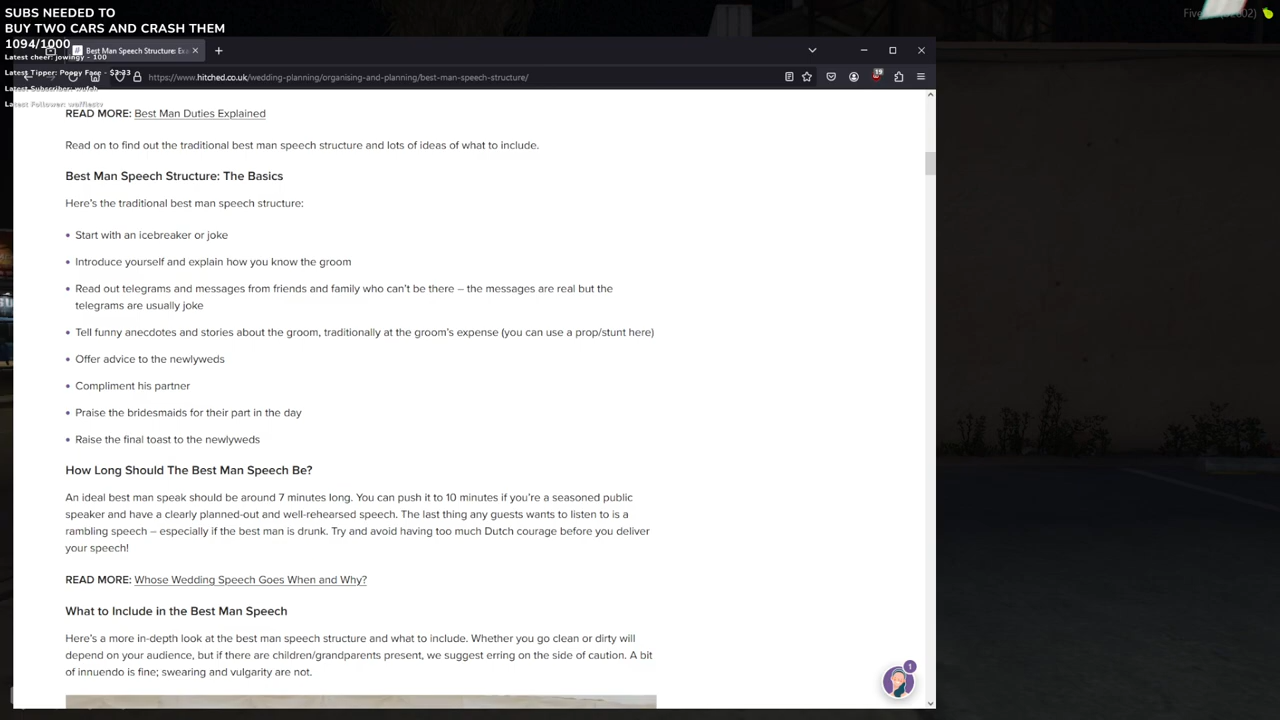 SUBS NEEDED TO
BUY TWO CARS AND CRASH THEM
1094/1000
Latest cheer: jowingy - 100
Latest Tipper: Poopy Face - $3.33
Latest Subscriber: wufeh
Latest Follower: wafflestv
Best Man Speech Structure: Exa
https://www.hitched.co.uk/wedding-planning/organising-and-planning/best-man-speech-structure/
19
READ MORE: Best Man Duties Explained
Read on to find out the traditional best man speech structure and lots of ideas of what to include.
Best Man Speech Structure: The Basics
Here's the traditional best man speech structure:
• Start with an icebreaker or joke
• Introduce yourself and explain how you know the groom
• Read out telegrams and messages from friends and family who can't be there – the messages are real but the
telegrams are usually joke
• Tell funny anecdotes and stories about the groom, traditionally at the groom's expense (you can use a prop/stunt here)
• Offer advice to the newlyweds
• Compliment his partner
• Praise the bridesmaids for their part in the day
• Raise the final toast to the newlyweds
How Long Should The Best Man Speech Be?
An ideal best man speak should be around 7 minutes long. You can push it to 10 minutes if you're a seasoned public
speaker and have a clearly planned-out and well-rehearsed speech. The last thing any guests wants to listen to is a
rambling speech – especially if the best man is drunk. Try and avoid having too much Dutch courage before you deliver
your speech!
READ MORE: Whose Wedding Speech Goes When and Why?
What to Include in the Best Man Speech
Here's a more in-depth look at the best man speech structure and what to include. Whether you go clean or dirty will
depend on your audience, but if there are children/grandparents present, we suggest erring on the side of caution. A bit
of innuendo is fine; swearing and vulgarity are not.
1